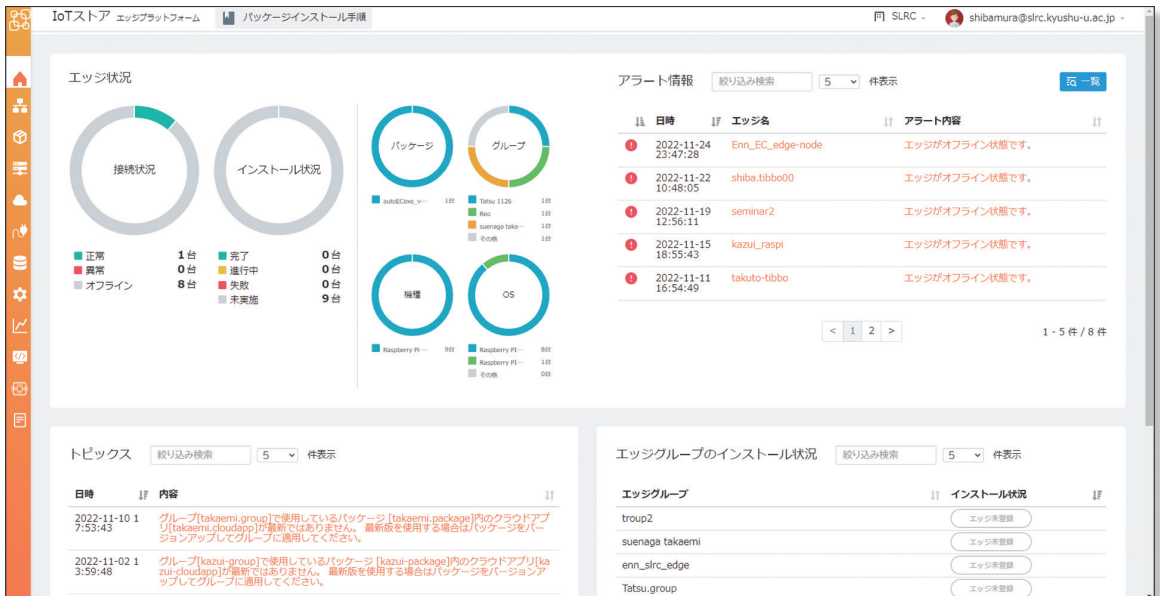 IoTストア エッジプラットフォーム パッケージインストール手順 SLRC shibamura@slrc.kyushu-u.ac.jp
エッジ状況
接続状況
インストール状況
正常 1台
異常 0台
オフライン 8台
完了 0台
進行中 0台
失敗 0台
未実施 9台
パッケージ
autoECexe_v… 1台
グループ
Tatsu 1126 1台
Reo 1台
suenaga take… 1台
その他 1台
機種
Raspberry Pi … 9台
OS
Raspberry PI… 8台
Raspberry PI… 1台
その他 0台
アラート情報 絞り込み検索 5 件表示 一覧
日時 エッジ名 アラート内容
2022-11-24 Enn_EC_edge-node エッジがオフライン状態です。
23:47:28
2022-11-22 shiba.tibbo00 エッジがオフライン状態です。
10:48:05
2022-11-19 seminar2 エッジがオフライン状態です。
12:56:11
2022-11-15 kazui_raspi エッジがオフライン状態です。
18:55:43
2022-11-11 takuto-tibbo エッジがオフライン状態です。
16:54:49
< 1 2 > 1 - 5 件 / 8 件
トピックス 絞り込み検索 5 件表示
日時 内容
2022-11-10 1 グループ[takaemi.group]で使用しているパッケージ [takaemi.package]内のクラウドアプ
7:53:43 リ[takaemi.cloudapp]が最新ではありません。 最新版を使用する場合はパッケージをバー
ジョンアップしてグループに適用してください。
2022-11-02 1 グループ[kazui-group]で使用しているパッケージ [kazui-package]内のクラウドアプリ[ka
3:59:48 zui-cloudapp]が最新ではありません。 最新版を使用する場合はパッケージをバージョンア
ップしてグループに適用してください。
エッジグループのインストール状況 絞り込み検索 5 件表示
エッジグループ インストール状況
troup2 エッジ未登録
suenaga takaemi エッジ未登録
enn_slrc_edge エッジ未登録
Tatsu.group エッジ未登録